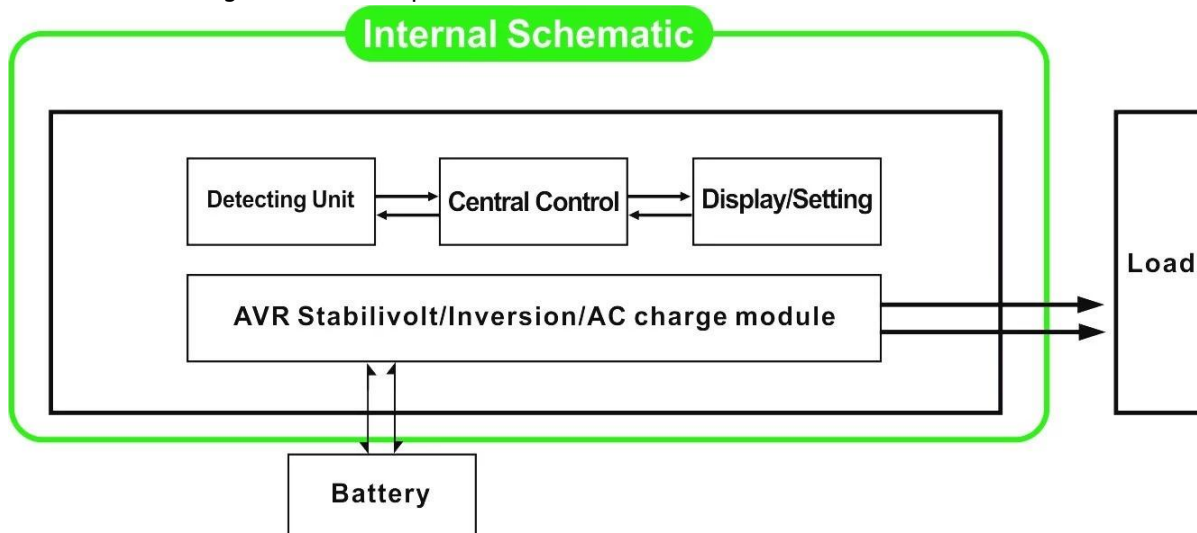 Internal Schematic
Detecting Unit
Central Control
Display/Setting
Load
AVR Stabilivolt/Inversion/AC charge module
Battery